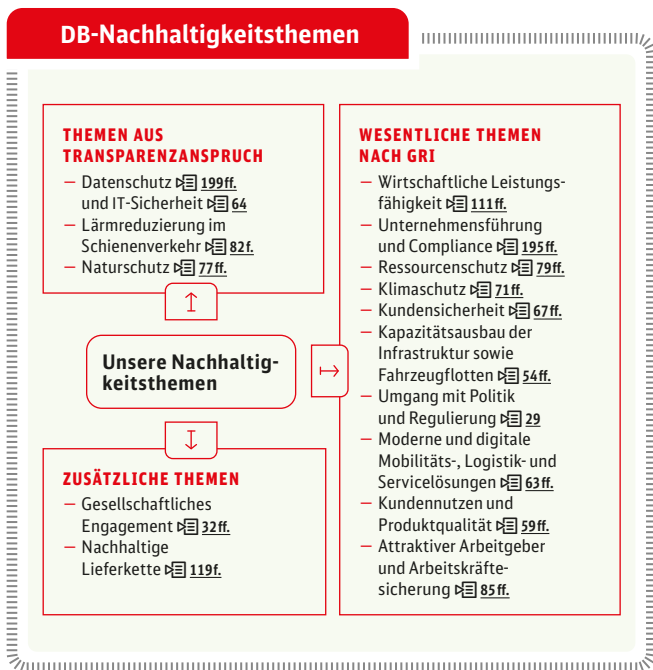 DB-Nachhaltigkeitsthemen
THEMEN AUS
TRANSPARENZANSPRUCH
— Datenschutz 199ff.
und IT-Sicherheit 64
— Lärmreduzierung im
Schienenverkehr 82f.
— Naturschutz 77ff.
Unsere Nachhaltig-
keitsthemen
ZUSÄTZLICHE THEMEN
— Gesellschaftliches
Engagement 32ff.
— Nachhaltige
Lieferkette 119f.
WESENTLICHE THEMEN
NACH GRI
— Wirtschaftliche Leistungs-
fähigkeit 111ff.
— Unternehmensführung
und Compliance 195ff.
— Ressourcenschutz 79ff.
— Klimaschutz 71ff.
— Kundensicherheit 67ff.
— Kapazitätsausbau der
Infrastruktur sowie
Fahrzeugflotten 54ff.
— Umgang mit Politik
und Regulierung 29
— Moderne und digitale
Mobilitäts-, Logistik- und
Servicelösungen 63ff.
— Kundennutzen und
Produktqualität 59ff.
— Attraktiver Arbeitgeber
und Arbeitskräfte-
sicherung 85ff.